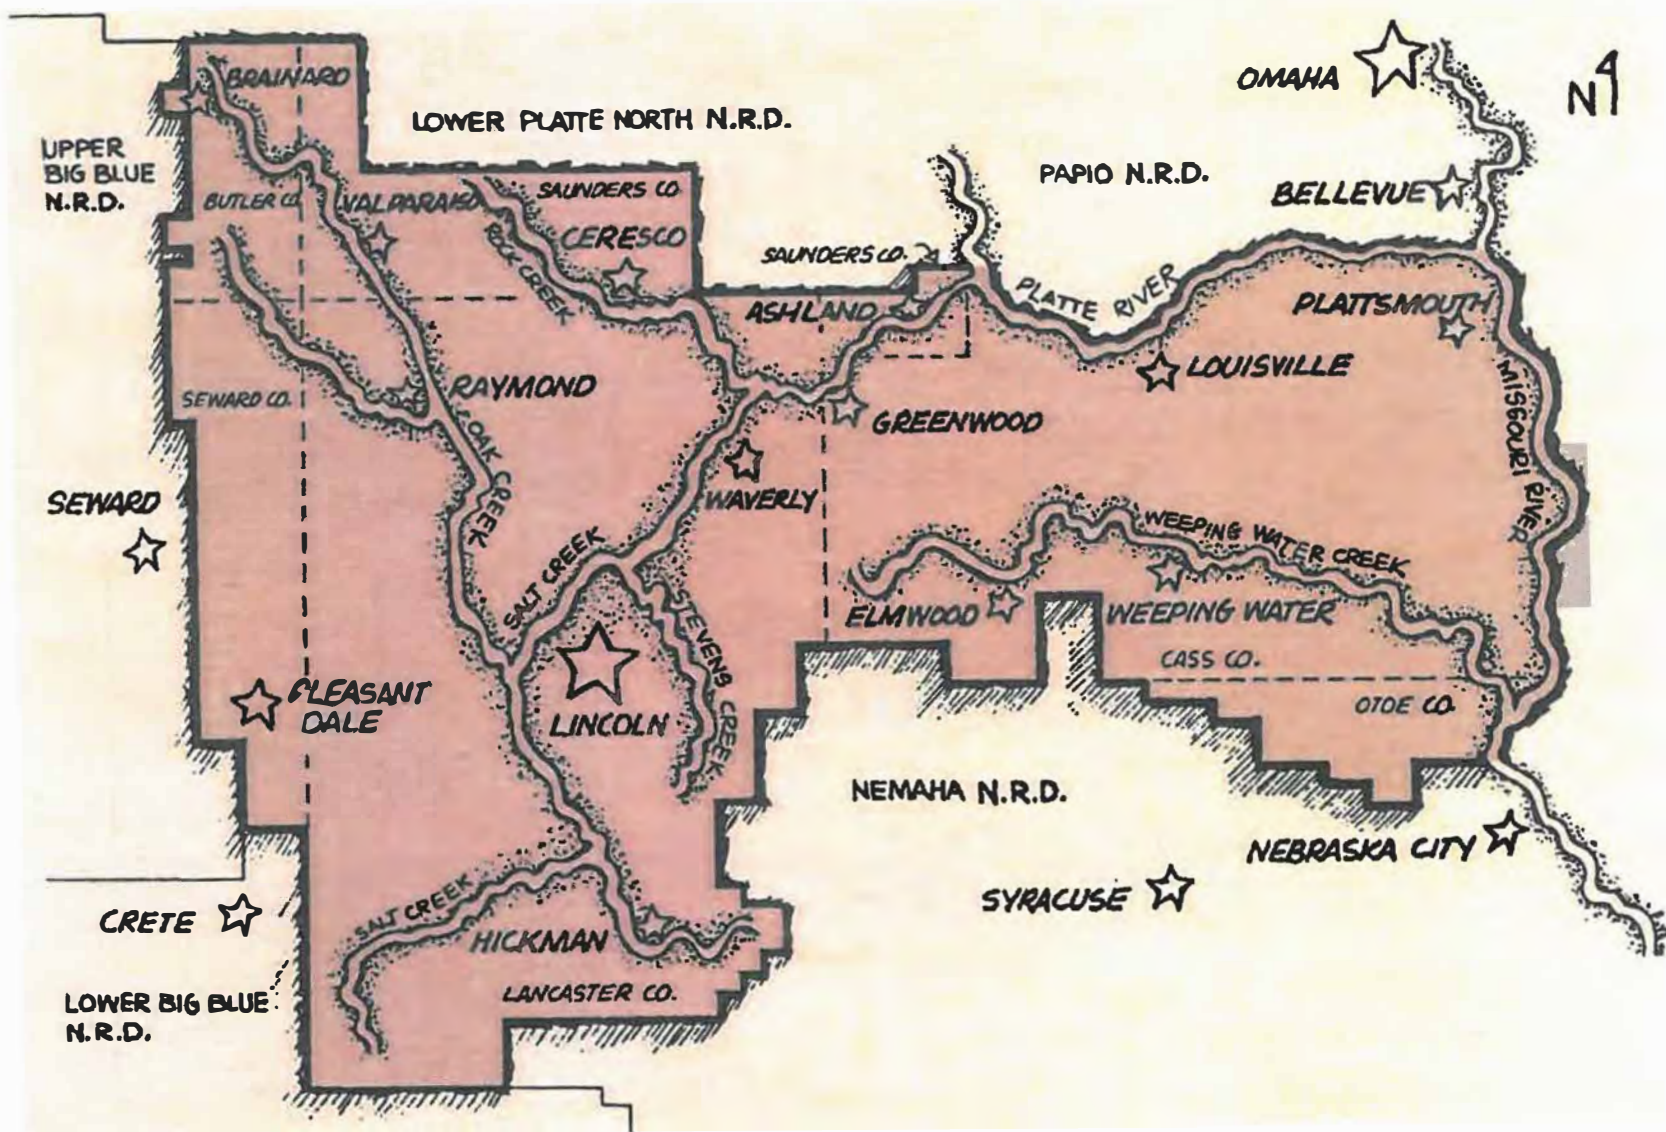 OMAHA
N
BRAINARD
LOWER PLATTE NORTH N.R.D.
UPPER
BIG BLUE
N.R.D.
PAPIO N.R.D.
BELLEVUE
BUTLER CO.
VALPARAISO
SAUNDERS CO.
ROCK CREEK
CERESCO
SAUNDERS CO.
PLATTE RIVER
ASHLAND
PLATTSMOUTH
LOUISVILLE
MISSOURI RIVER
SEWARD CO.
RAYMOND
OAK CREEK
GREENWOOD
SEWARD
WAVERLY
WEEPING WATER CREEK
SALT CREEK
STEVENS CREEK
ELMWOOD
WEEPING WATER
CASS CO.
OTOE CO.
PLEASANT
DALE
LINCOLN
NEMAHA N.R.D.
NEBRASKA CITY
SYRACUSE
CRETE
SALT CREEK
HICKMAN
LANCASTER CO.
LOWER BIG BLUE
N.R.D.